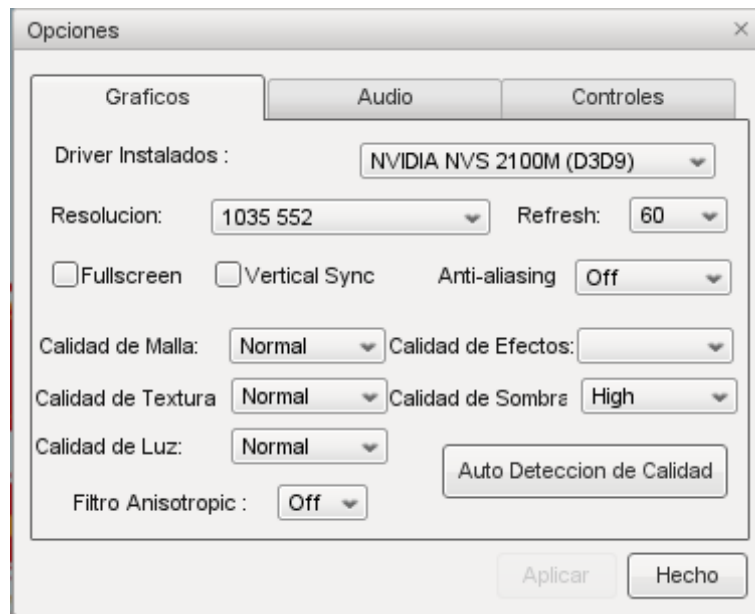 Opciones
Graficos Audio Controles
Driver Instalados : NVIDIA NVS 2100M (D3D9)
Resolucion: 1035 552 Refresh: 60
Fullscreen Vertical Sync Anti-aliasing Off
Calidad de Malla: Normal Calidad de Efectos:
Calidad de Textura Normal Calidad de Sombra High
Calidad de Luz: Normal
Auto Deteccion de Calidad
Filtro Anisotropic : Off
Aplicar Hecho